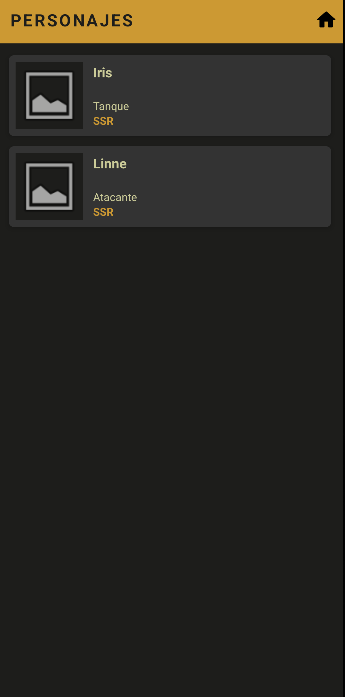 PERSONAJES
Iris
Tanque
SSR
Linne
Atacante
SSR